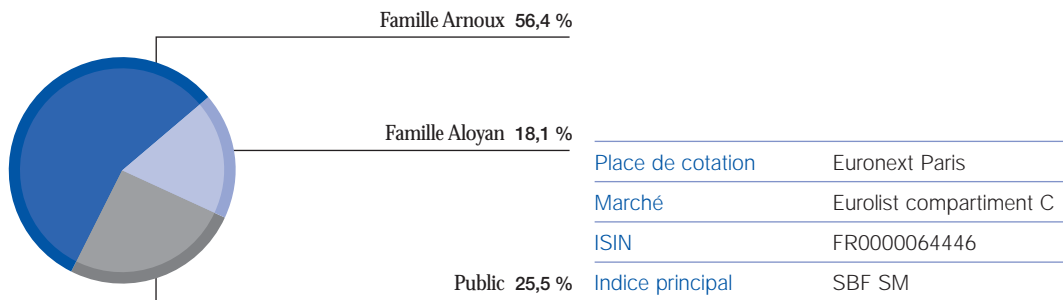 Famille Arnoux 56,4 %
Famille Aloyan 18,1 %
Public 25,5 %
Place de cotation Euronext Paris
Marché Eurolist compartiment C
ISIN FR0000064446
Indice principal SBF SM